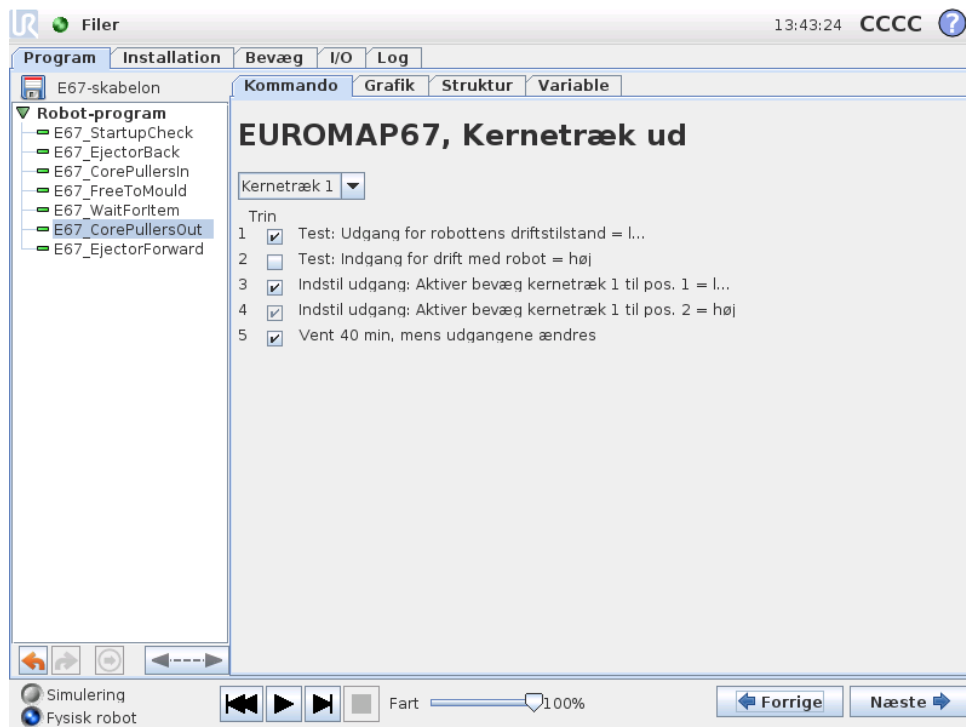 UR Filer 13:43:24 CCCC ?
Program Installation Bevæg I/O Log
E67-skabelon
Kommando Grafik Struktur Variable
Robot-program
E67_StartupCheck
E67_EjectorBack
E67_CorePullersIn
E67_FreeToMould
E67_WaitForItem
E67_CorePullersOut
E67_EjectorForward
EUROMAP67, Kernetræk ud
Kernetræk 1
Trin
1 Test: Udgang for robottens driftstilstand = l...
2 Test: Indgang for drift med robot = høj
3 Indstil udgang: Aktiver bevæg kernetræk 1 til pos. 1 = l...
4 Indstil udgang: Aktiver bevæg kernetræk 1 til pos. 2 = høj
5 Vent 40 min, mens udgangene ændres
Simulering
Fysisk robot
Fart 100%
Forrige Næste